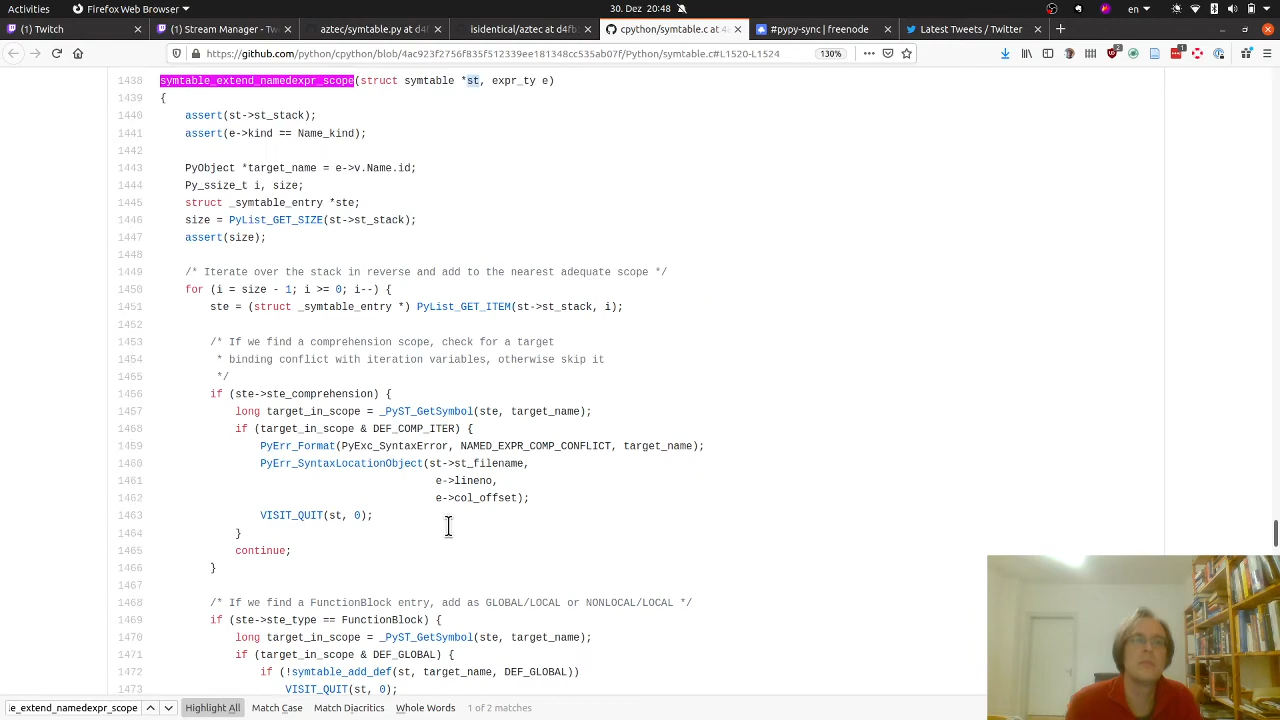 Activities Firefox Web Browser 30. Dez 20:48 en
Twitch Stream Manager - Tw aztec/symtable.py at d4f isidentical/aztec at d4fb cpython/symtable.c at 4a #pypy-sync | freenode Latest Tweets / Twitter
https://github.com/python/cpython/blob/4ac923f2756f835f512339ee181348cc535ab07f/Python/symtable.c#L1520-L1524 130%
1438 symtable_extend_namedexpr_scope(struct symtable *st, expr_ty e)
1439 {
1440 assert(st->st_stack);
1441 assert(e->kind == Name_kind);
1442
1443 PyObject *target_name = e->v.Name.id;
1444 Py_ssize_t i, size;
1445 struct _symtable_entry *ste;
1446 size = PyList_GET_SIZE(st->st_stack);
1447 assert(size);
1448
1449 /* Iterate over the stack in reverse and add to the nearest adequate scope */
1450 for (i = size - 1; i >= 0; i--) {
1451 ste = (struct _symtable_entry *) PyList_GET_ITEM(st->st_stack, i);
1452
1453 /* If we find a comprehension scope, check for a target
1454 * binding conflict with iteration variables, otherwise skip it
1455 */
1456 if (ste->ste_comprehension) {
1457 long target_in_scope = _PyST_GetSymbol(ste, target_name);
1458 if (target_in_scope & DEF_COMP_ITER) {
1459 PyErr_Format(PyExc_SyntaxError, NAMED_EXPR_COMP_CONFLICT, target_name);
1460 PyErr_SyntaxLocationObject(st->st_filename,
1461 e->lineno,
1462 e->col_offset);
1463 VISIT_QUIT(st, 0);
1464 }
1465 continue;
1466 }
1467
1468 /* If we find a FunctionBlock entry, add as GLOBAL/LOCAL or NONLOCAL/LOCAL */
1469 if (ste->ste_type == FunctionBlock) {
1470 long target_in_scope = _PyST_GetSymbol(ste, target_name);
1471 if (target_in_scope & DEF_GLOBAL) {
1472 if (!symtable_add_def(st, target_name, DEF_GLOBAL))
1473 VISIT_QUIT(st, 0);
e_extend_namedexpr_scope Highlight All Match Case Match Diacritics Whole Words 1 of 2 matches